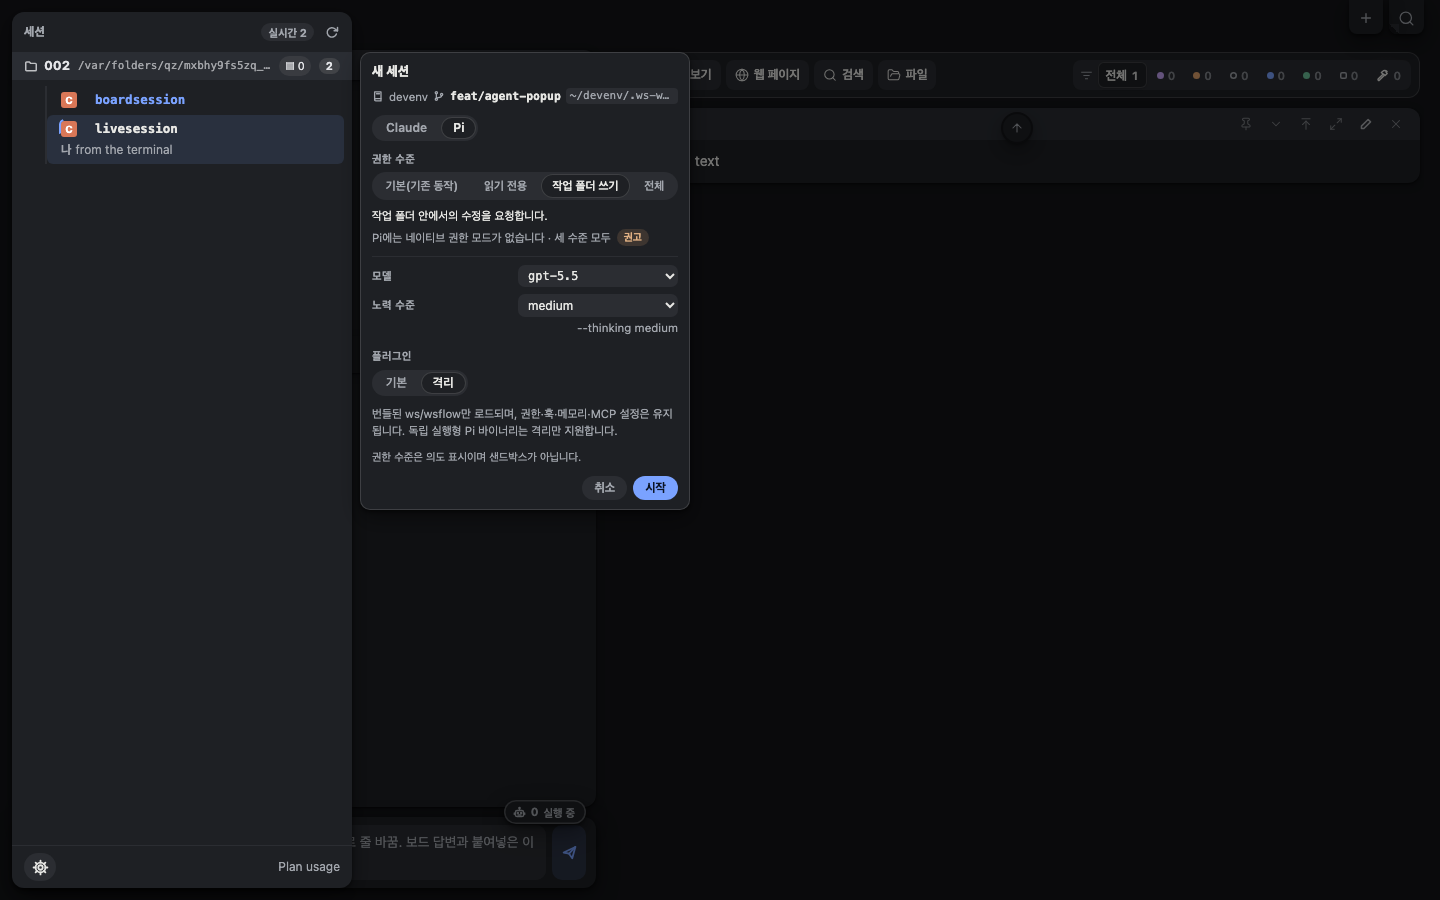 세션
실시간 2
002 /var/folders/qz/mxbhy9fs5zq_… 0 2
C boardsession
C livesession
나 from the terminal
Plan usage
새 세션
devenv feat/agent-popup ~/devenv/.ws-w…
Claude Pi
권한 수준
기본(기존 동작) 읽기 전용 작업 폴더 쓰기 전체
작업 폴더 안에서의 수정을 요청합니다.
Pi에는 네이티브 권한 모드가 없습니다 · 세 수준 모두 권고
모델 gpt-5.5
노력 수준 medium
--thinking medium
플러그인
기본 격리
번들된 ws/wsflow만 로드되며, 권한·훅·메모리·MCP 설정은 유지
됩니다. 독립 실행형 Pi 바이너리는 격리만 지원합니다.
권한 수준은 의도 표시이며 샌드박스가 아닙니다.
취소 시작
보기 웹 페이지 검색 파일
전체 1 0 0 0 0 0 0 0
text
0 실행 중
줄 바꿈. 보드 답변과 붙여넣은 이